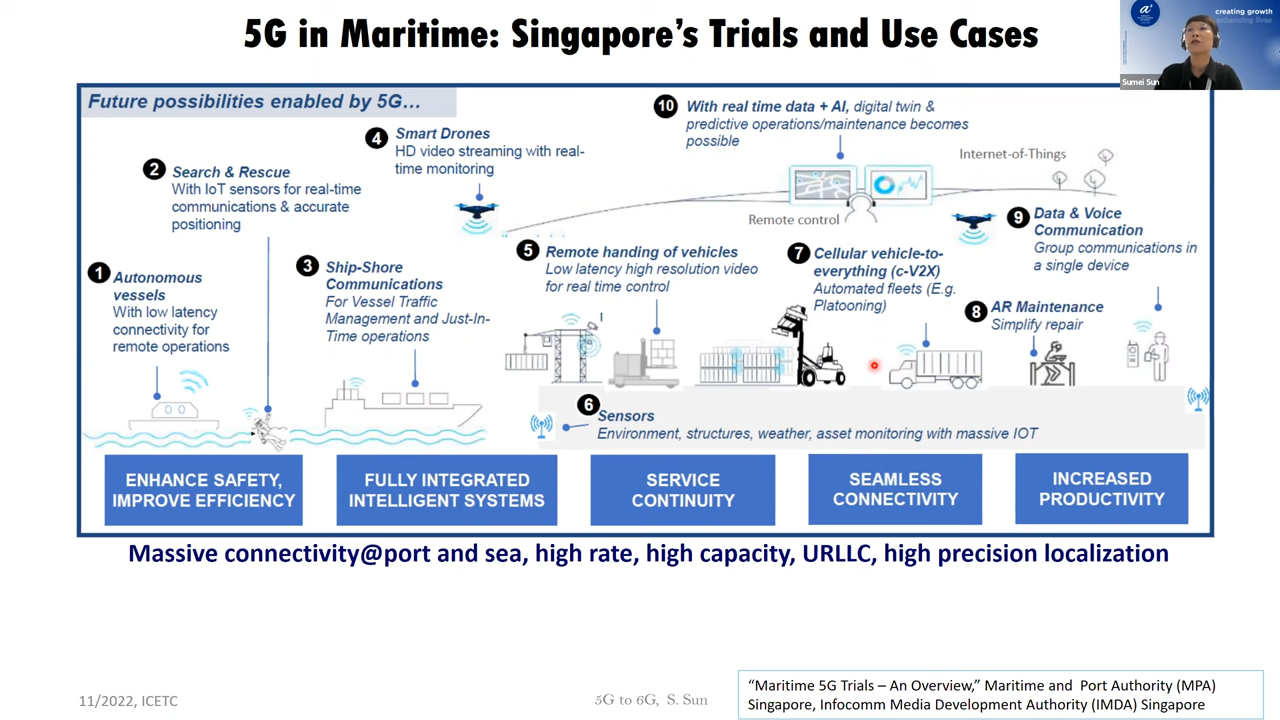 5G in Maritime: Singapore's Trials and Use Cases
creating growth
enhancing lives
Sumei Sun
Future possibilities enabled by 5G...
1
Autonomous
vessels
With low latency
connectivity for
remote operations
2
Search & Rescue
With IoT sensors for real-time
communications & accurate
positioning
3
Ship-Shore
Communications
For Vessel Traffic
Management and Just-In-
Time operations
4
Smart Drones
HD video streaming with real-
time monitoring
5
Remote handing of vehicles
Low latency high resolution video
for real time control
6
Sensors
Environment, structures, weather, asset monitoring with massive IOT
7
Cellular vehicle-to-
everything (c-V2X)
Automated fleets (E.g.
Platooning)
8
AR Maintenance
Simplify repair
9
Data & Voice
Communication
Group communications in
a single device
10
With real time data + AI, digital twin &
predictive operations/maintenance becomes
possible
Internet-of-Things
Remote control
ENHANCE SAFETY,
IMPROVE EFFICIENCY
FULLY INTEGRATED
INTELLIGENT SYSTEMS
SERVICE
CONTINUITY
SEAMLESS
CONNECTIVITY
INCREASED
PRODUCTIVITY
Massive connectivity@port and sea, high rate, high capacity, URLLC, high precision localization
11/2022, ICETC
5G to 6G, S. Sun
"Maritime 5G Trials – An Overview," Maritime and Port Authority (MPA)
Singapore, Infocomm Media Development Authority (IMDA) Singapore